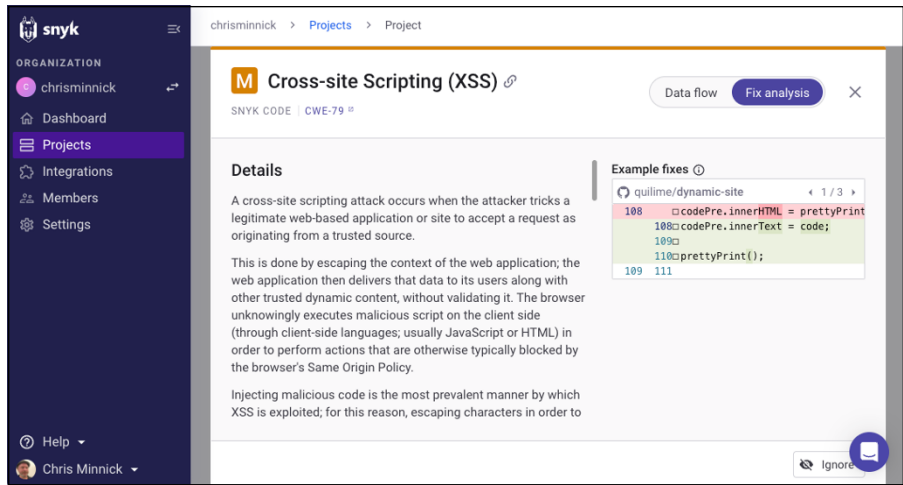 snyk
ORGANIZATION
chrisminnick
Dashboard
Projects
Integrations
Members
Settings
Help
Chris Minnick
chrisminnick > Projects > Project
M Cross-site Scripting (XSS)
SNYK CODE | CWE-79
Data flow Fix analysis
Details
A cross-site scripting attack occurs when the attacker tricks a
legitimate web-based application or site to accept a request as
originating from a trusted source.
This is done by escaping the context of the web application; the
web application then delivers that data to its users along with
other trusted dynamic content, without validating it. The browser
unknowingly executes malicious script on the client side
(through client-side languages; usually JavaScript or HTML) in
order to perform actions that are otherwise typically blocked by
the browser's Same Origin Policy.
Injecting malicious code is the most prevalent manner by which
XSS is exploited; for this reason, escaping characters in order to
Example fixes
quilime/dynamic-site 1 / 3
108 codePre.innerHTML = prettyPrint
108 codePre.innerText = code;
109
110 prettyPrint();
109 111
Ignore